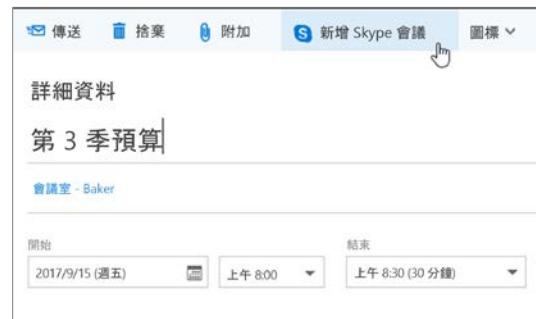 傳送 捨棄 附加 新增 Skype 會議 圖標
詳細資料
第 3 季預算
會議室 - Baker
開始 結束
2017/9/15 (週五) 上午 8:00 上午 8:30 (30 分鐘)